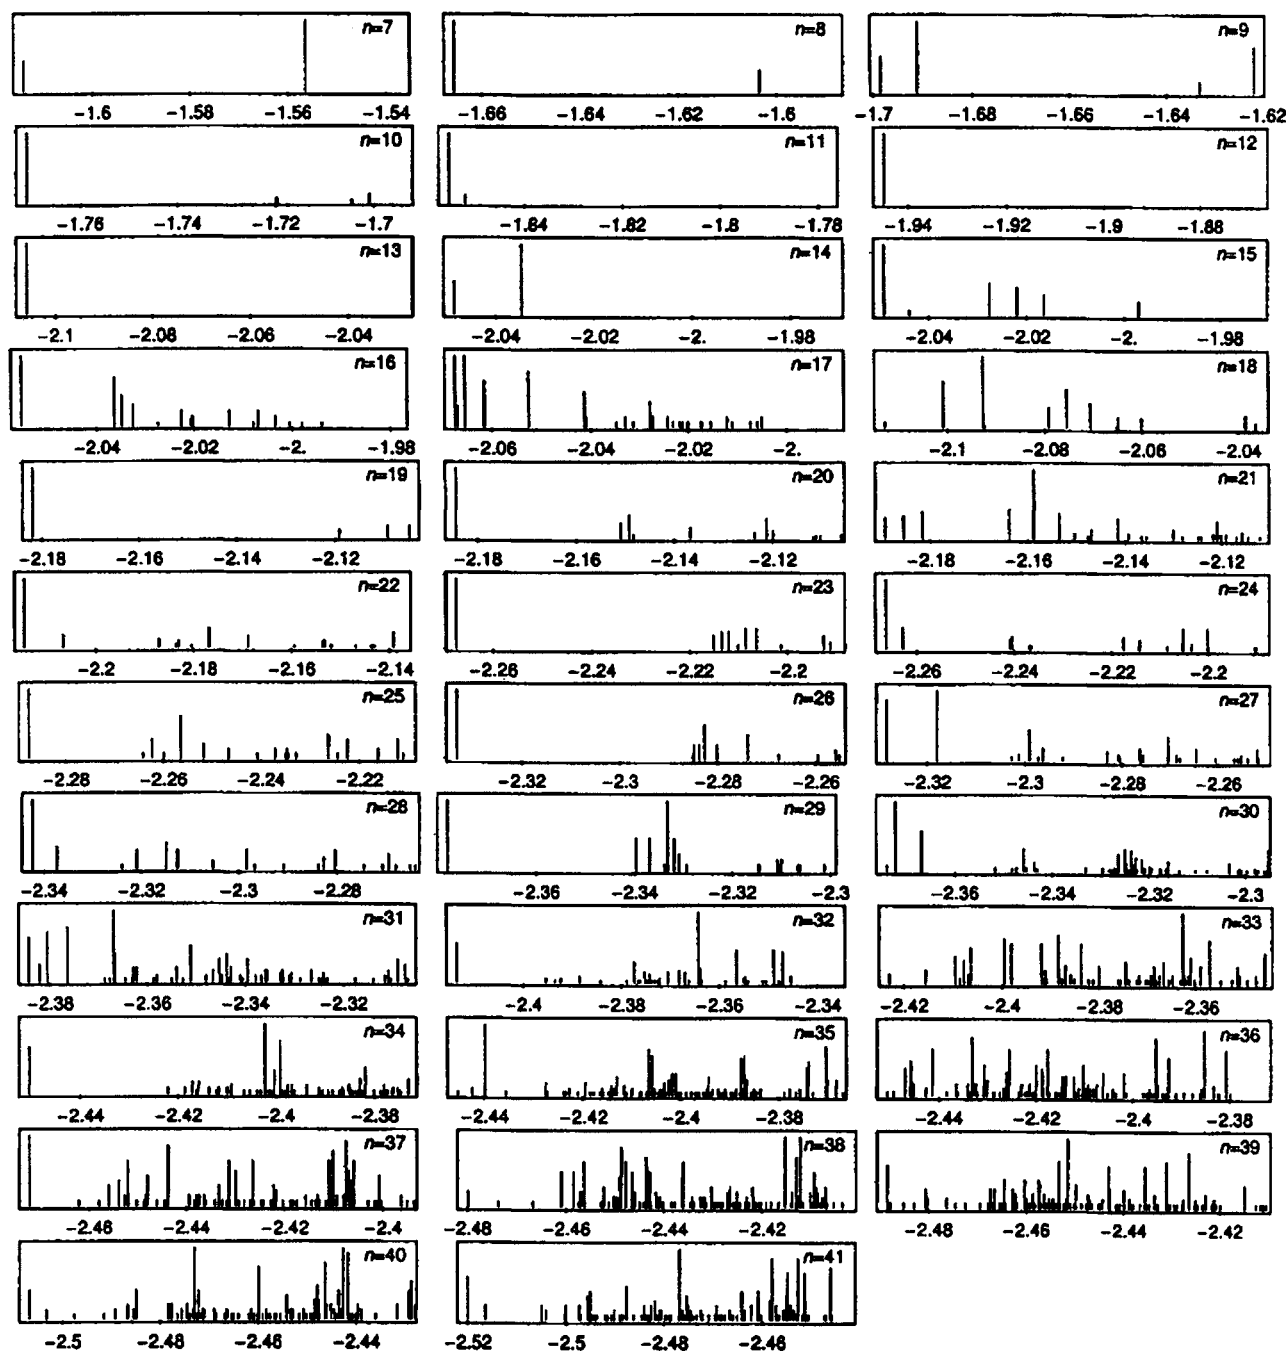 n=7 n=8 n=9
−1.6 −1.58 −1.56 −1.54 −1.66 −1.64 −1.62 −1.6 −1.7 −1.68 −1.66 −1.64 −1.62
n=10 n=11 n=12
−1.76 −1.74 −1.72 −1.7 −1.84 −1.82 −1.8 −1.78 −1.94 −1.92 −1.9 −1.88
n=13 n=14 n=15
−2.1 −2.08 −2.06 −2.04 −2.04 −2.02 −2. −1.98 −2.04 −2.02 −2. −1.98
n=16 n=17 n=18
−2.04 −2.02 −2. −1.98 −2.06 −2.04 −2.02 −2. −2.1 −2.08 −2.06 −2.04
n=19 n=20 n=21
−2.18 −2.16 −2.14 −2.12 −2.18 −2.16 −2.14 −2.12 −2.18 −2.16 −2.14 −2.12
n=22 n=23 n=24
−2.2 −2.18 −2.16 −2.14 −2.26 −2.24 −2.22 −2.2 −2.26 −2.24 −2.22 −2.2
n=25 n=26 n=27
−2.28 −2.26 −2.24 −2.22 −2.32 −2.3 −2.28 −2.26 −2.32 −2.3 −2.28 −2.26
n=28 n=29 n=30
−2.34 −2.32 −2.3 −2.28 −2.36 −2.34 −2.32 −2.3 −2.36 −2.34 −2.32 −2.3
n=31 n=32 n=33
−2.38 −2.36 −2.34 −2.32 −2.4 −2.38 −2.36 −2.34 −2.42 −2.4 −2.38 −2.36
n=34 n=35 n=36
−2.44 −2.42 −2.4 −2.38 −2.44 −2.42 −2.4 −2.38 −2.44 −2.42 −2.4 −2.38
n=37 n=38 n=39
−2.46 −2.44 −2.42 −2.4 −2.48 −2.46 −2.44 −2.42 −2.48 −2.46 −2.44 −2.42
n=40 n=41
−2.5 −2.48 −2.46 −2.44 −2.52 −2.5 −2.48 −2.46